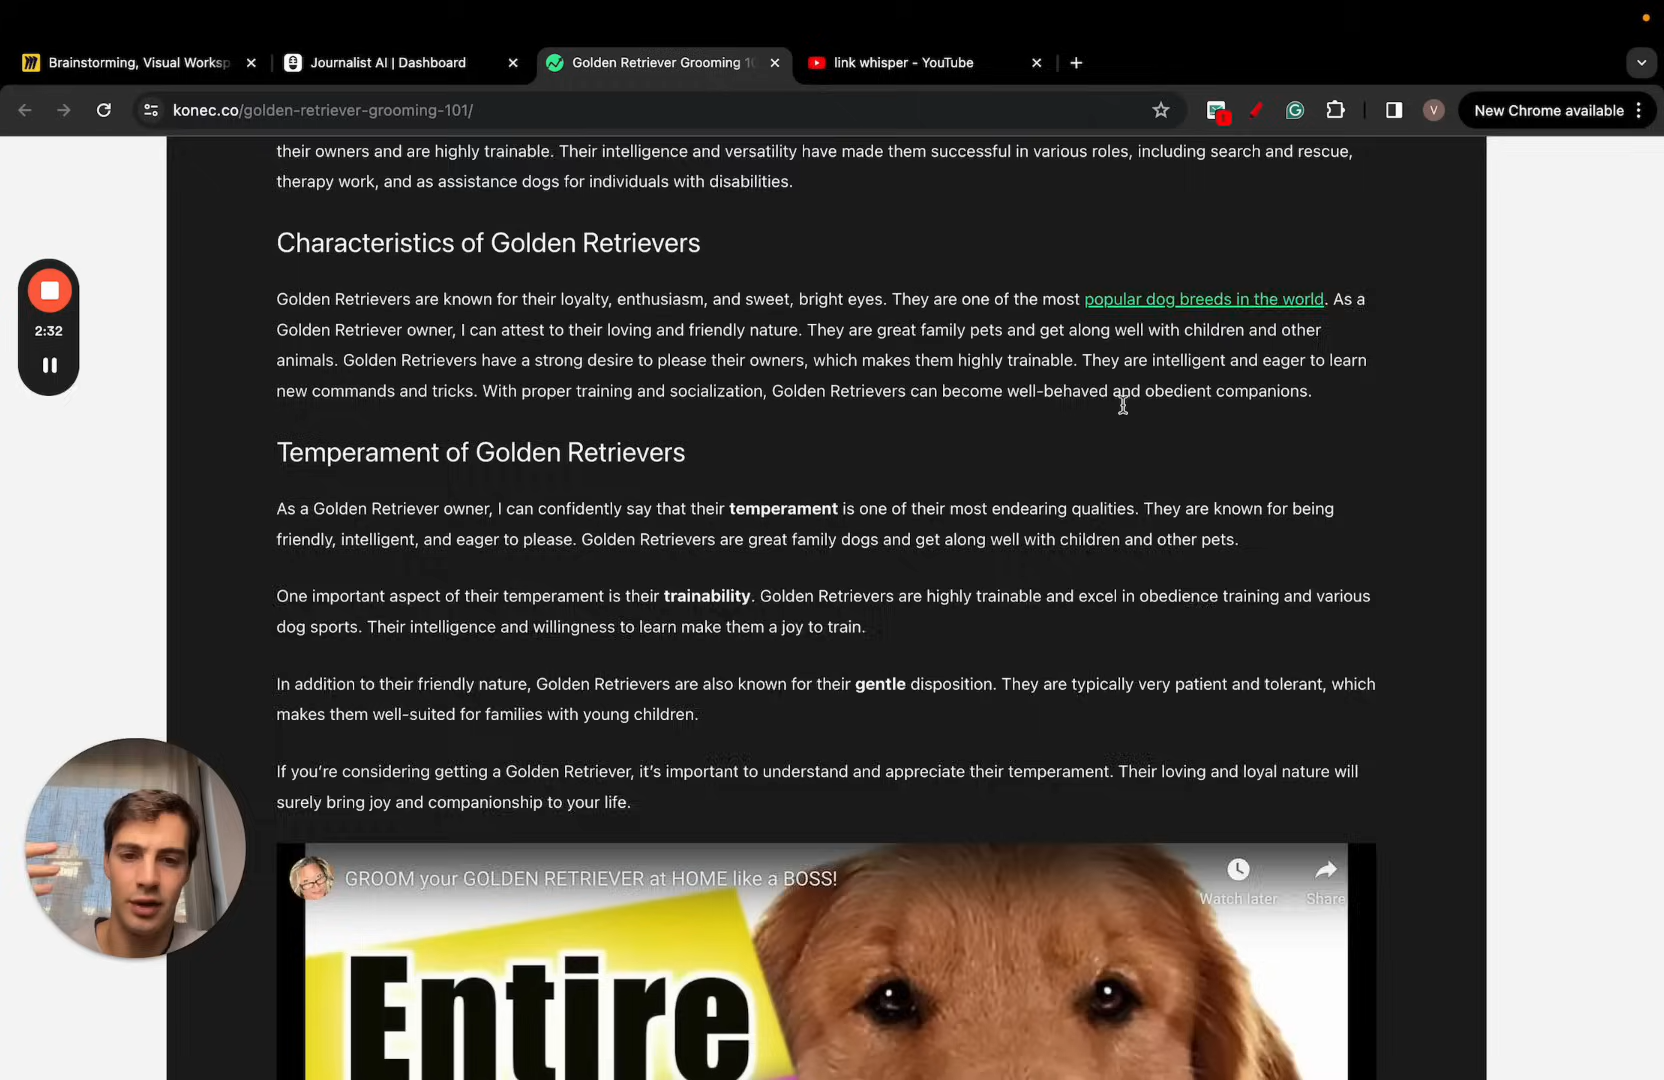 Brainstorming, Visual Worksp
Journalist AI | Dashboard
Golden Retriever Grooming 1
link whisper - YouTube
konec.co/golden-retriever-grooming-101/
1
V
New Chrome available
their owners and are highly trainable. Their intelligence and versatility have made them successful in various roles, including search and rescue,
therapy work, and as assistance dogs for individuals with disabilities.
Characteristics of Golden Retrievers
Golden Retrievers are known for their loyalty, enthusiasm, and sweet, bright eyes. They are one of the most popular dog breeds in the world. As a
Golden Retriever owner, I can attest to their loving and friendly nature. They are great family pets and get along well with children and other
animals. Golden Retrievers have a strong desire to please their owners, which makes them highly trainable. They are intelligent and eager to learn
new commands and tricks. With proper training and socialization, Golden Retrievers can become well-behaved and obedient companions.
2:32
Temperament of Golden Retrievers
As a Golden Retriever owner, I can confidently say that their temperament is one of their most endearing qualities. They are known for being
friendly, intelligent, and eager to please. Golden Retrievers are great family dogs and get along well with children and other pets.
One important aspect of their temperament is their trainability. Golden Retrievers are highly trainable and excel in obedience training and various
dog sports. Their intelligence and willingness to learn make them a joy to train.
In addition to their friendly nature, Golden Retrievers are also known for their gentle disposition. They are typically very patient and tolerant, which
makes them well-suited for families with young children.
If you're considering getting a Golden Retriever, it's important to understand and appreciate their temperament. Their loving and loyal nature will
surely bring joy and companionship to your life.
GROOM your GOLDEN RETRIEVER at HOME like a BOSS!
Watch later
Share
Entire